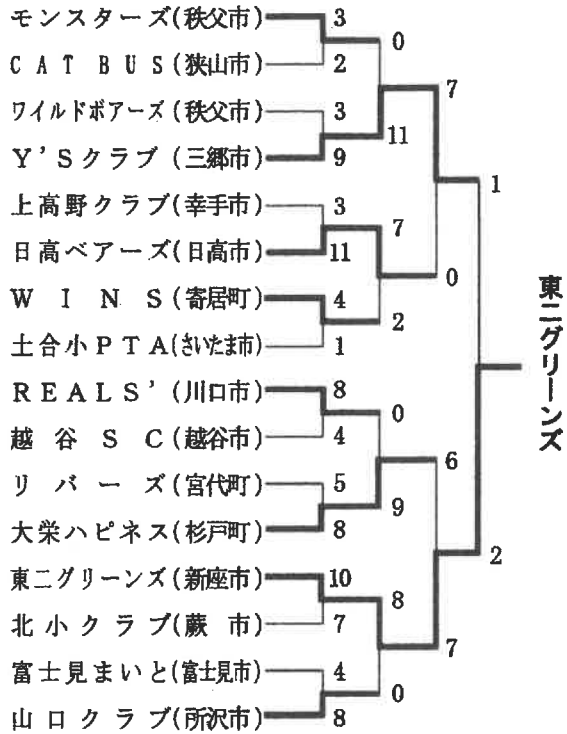 モンスターズ(秩父市) 3
CAT BUS(狭山市) 2
ワイルドボアーズ(秩父市) 3
Y'Sクラブ(三郷市) 9
上高野クラブ(幸手市) 3
日高ベアーズ(日高市) 11
WINS(寄居町) 4
土合小PTA(さいたま市) 1
REALS'(川口市) 8
越谷SC(越谷市) 4
リバーズ(宮代町) 5
大栄ハピネス(杉戸町) 8
東二グリーンズ(新座市) 10
北小クラブ(蕨市) 7
富士見まいと(富士見市) 4
山口クラブ(所沢市) 8
0
11
7
2
0
9
8
0
7
0
6
7
1
2
東二グリーンズ